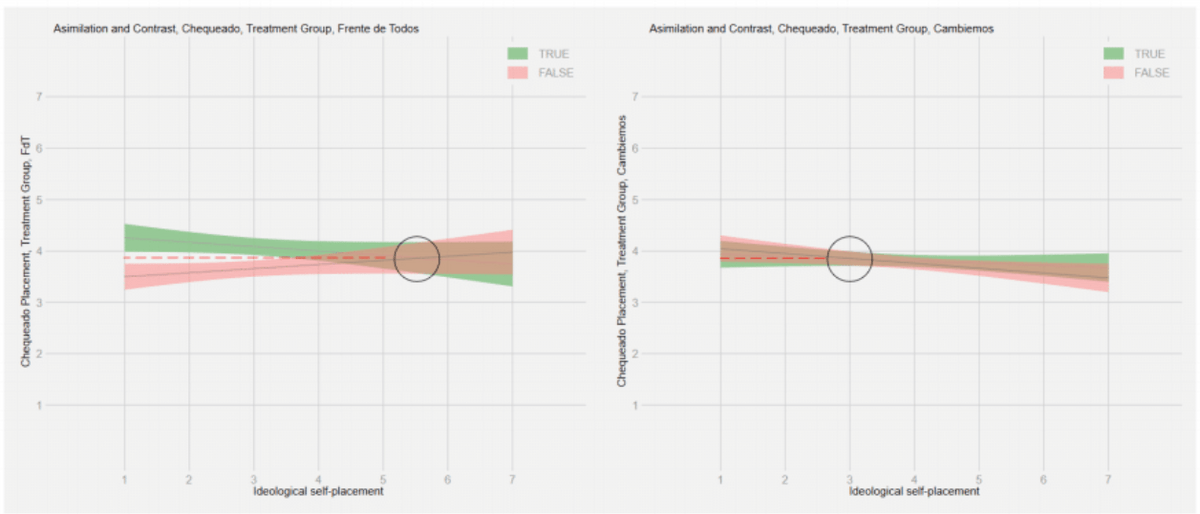 Asimilation and Contrast, Chequeado, Treatment Group, Frente de Todos
TRUE
FALSE
Chequeado Placement, Treatment Group, FdT
7
6
5
4
3
2
1
1 2 3 4 5 6 7
Ideological self-placement
Asimilation and Contrast, Chequeado, Treatment Group, Cambiemos
TRUE
FALSE
Chequeado Placement, Treatment Group, Cambiemos
7
6
5
4
3
2
1
1 2 3 4 5 6 7
Ideological self-placement